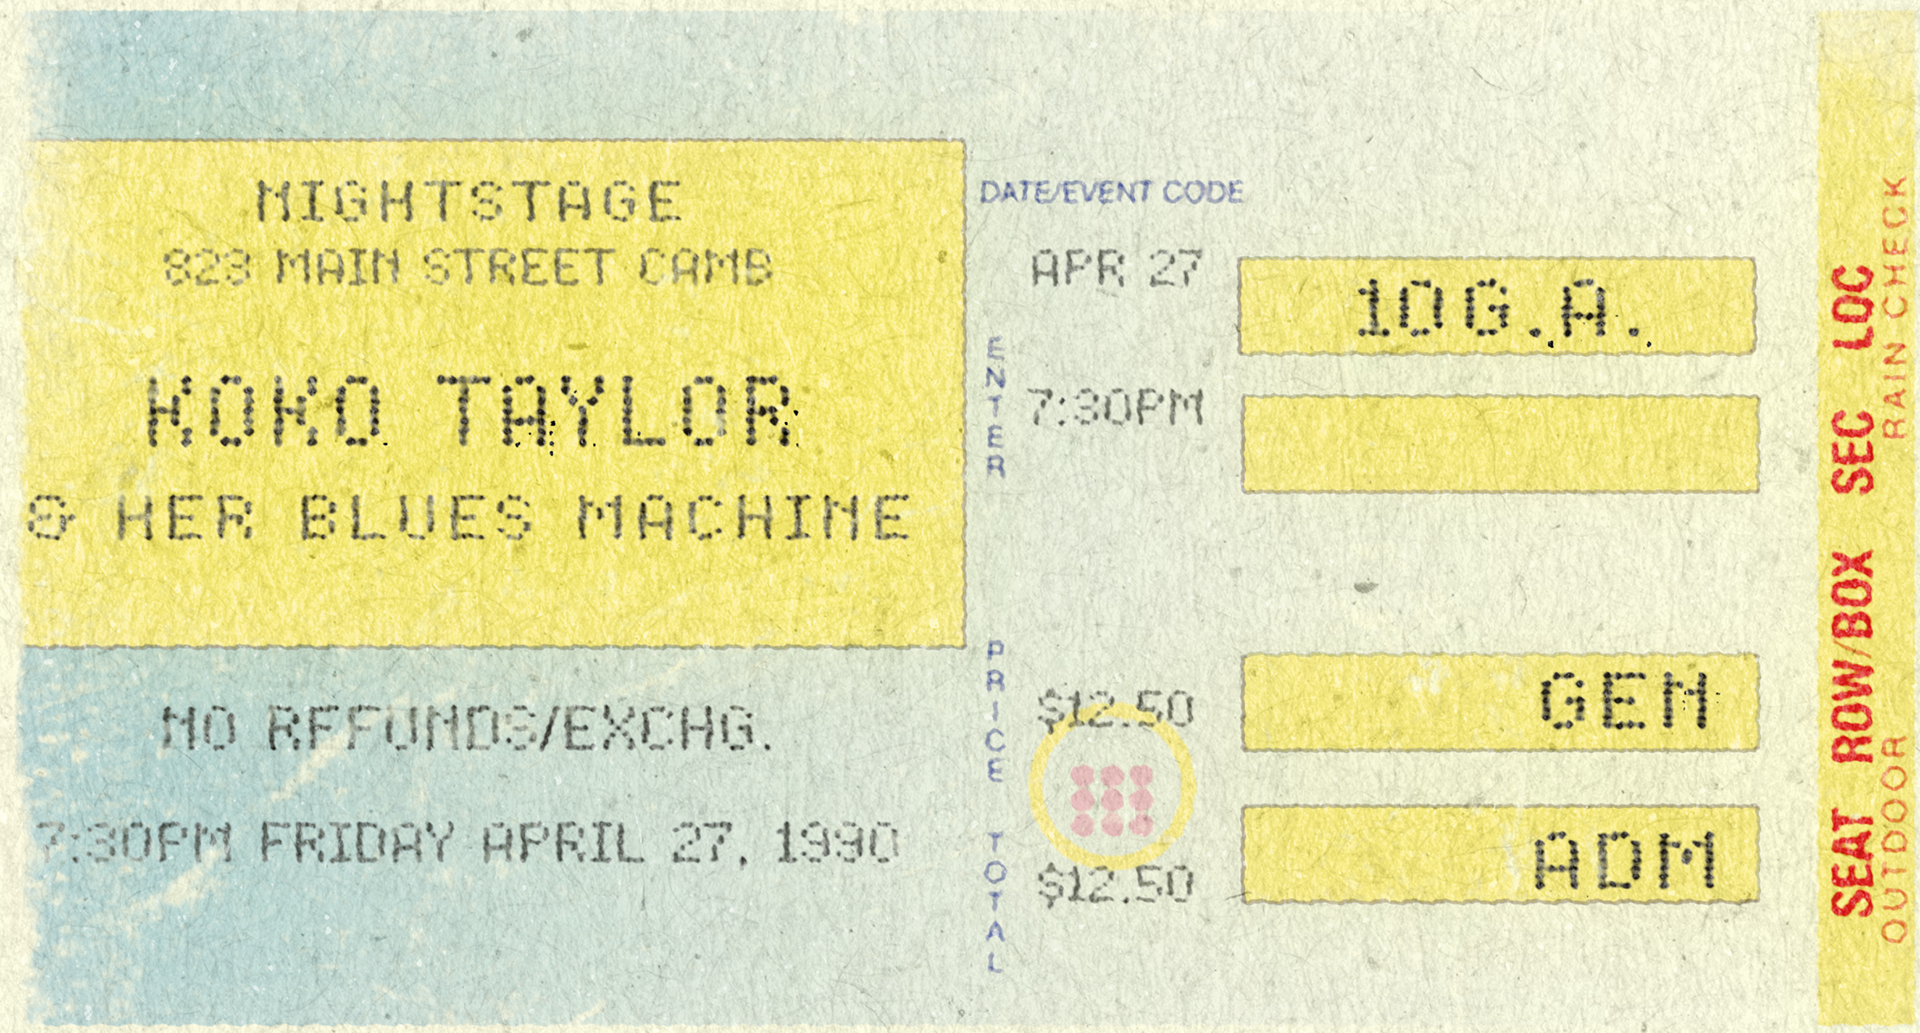 NIGHTSTAGE
823 MAIN STREET CAMB
KOKO TAYLOR
& HER BLUES MACHINE
NO REFUNDS/EXCHG.
7:30PM FRIDAY APRIL 27, 1990
DATE/EVENT CODE
APR 27
ENTER
7:30PM
PRICE
$12.50
TOTAL
$12.50
10G.A.
GEN
ADM
SEAT ROW/BOX SEC LOC
OUTDOOR RAIN CHECK